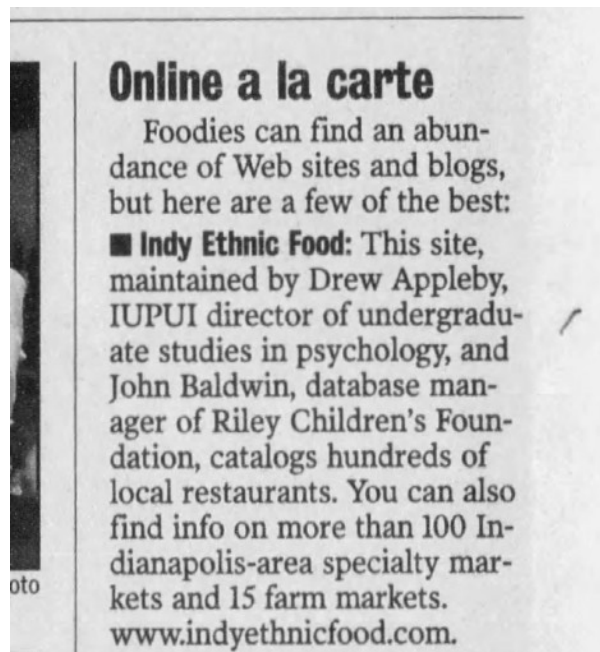 Online a la carte
Foodies can find an abun-
dance of Web sites and blogs,
but here are a few of the best:
■ Indy Ethnic Food: This site,
maintained by Drew Appleby,
IUPUI director of undergradu-
ate studies in psychology, and
John Baldwin, database man-
ager of Riley Children's Foun-
dation, catalogs hundreds of
local restaurants. You can also
find info on more than 100 In-
dianapolis-area specialty mar-
kets and 15 farm markets.
www.indyethnicfood.com.
oto